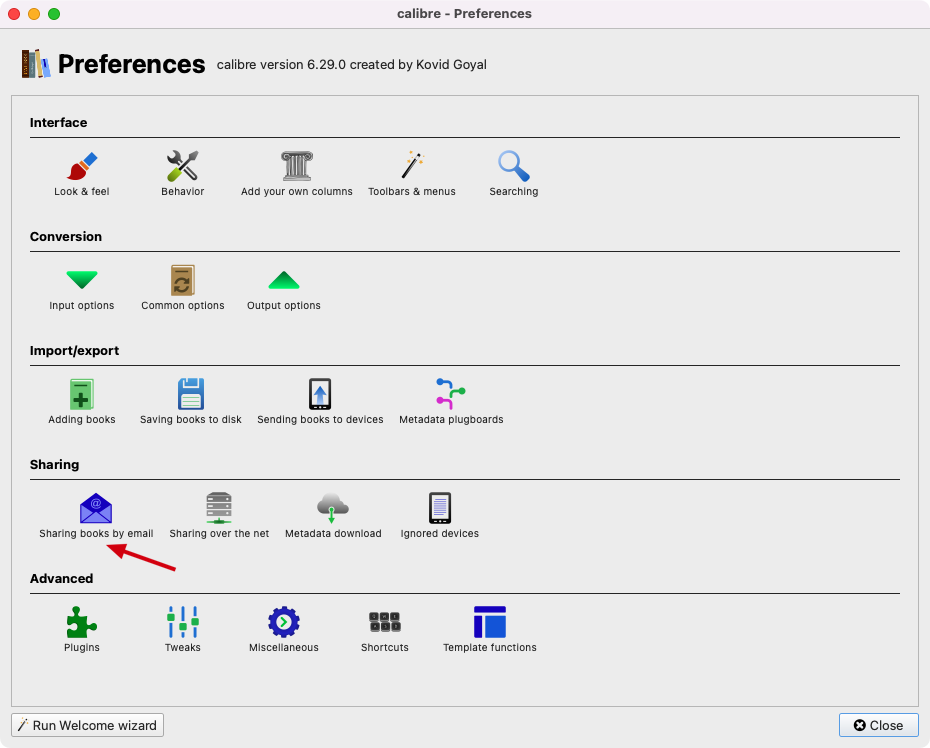 calibre - Preferences
Preferences calibre version 6.29.0 created by Kovid Goyal
Interface
Look & feel Behavior Add your own columns Toolbars & menus Searching
Conversion
Input options Common options Output options
Import/export
Adding books Saving books to disk Sending books to devices Metadata plugboards
Sharing
@
Sharing books by email Sharing over the net Metadata download Ignored devices
Advanced
Plugins Tweaks Miscellaneous Shortcuts Template functions
Run Welcome wizard Close